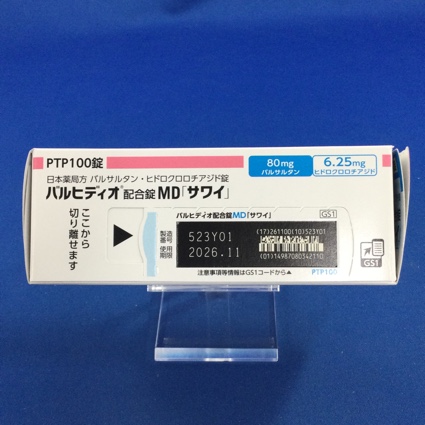 PTP100錠
80mg
バルサルタン
6.25mg
ヒドロクロロチアジド
日本薬局方 バルサルタン・ヒドロクロロチアジド錠
バルヒディオ®配合錠MD「サワイ」
ここから
切り離せます
バルヒディオ配合錠MD「サワイ」
GS1
製造番号
523Y01
使用期限
2026.11
(17)261100(10)523Y01
(01)14987080342110
注意事項等情報はGS1コードから▲
PTP100
GS1